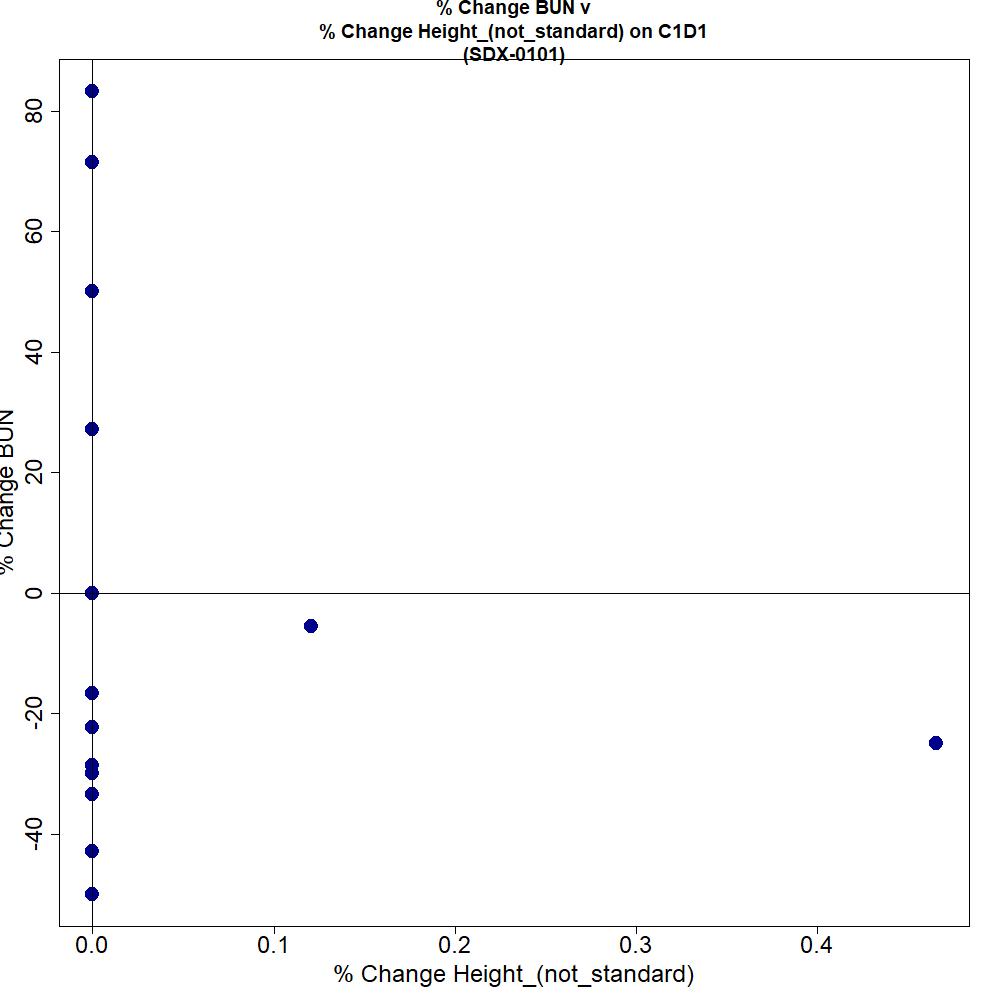 % Change BUN v
% Change Height_(not_standard) on C1D1
(SDX-0101)
80
60
40
20
0
-20
-40
% Change BUN
0.0 0.1 0.2 0.3 0.4
% Change Height_(not_standard)